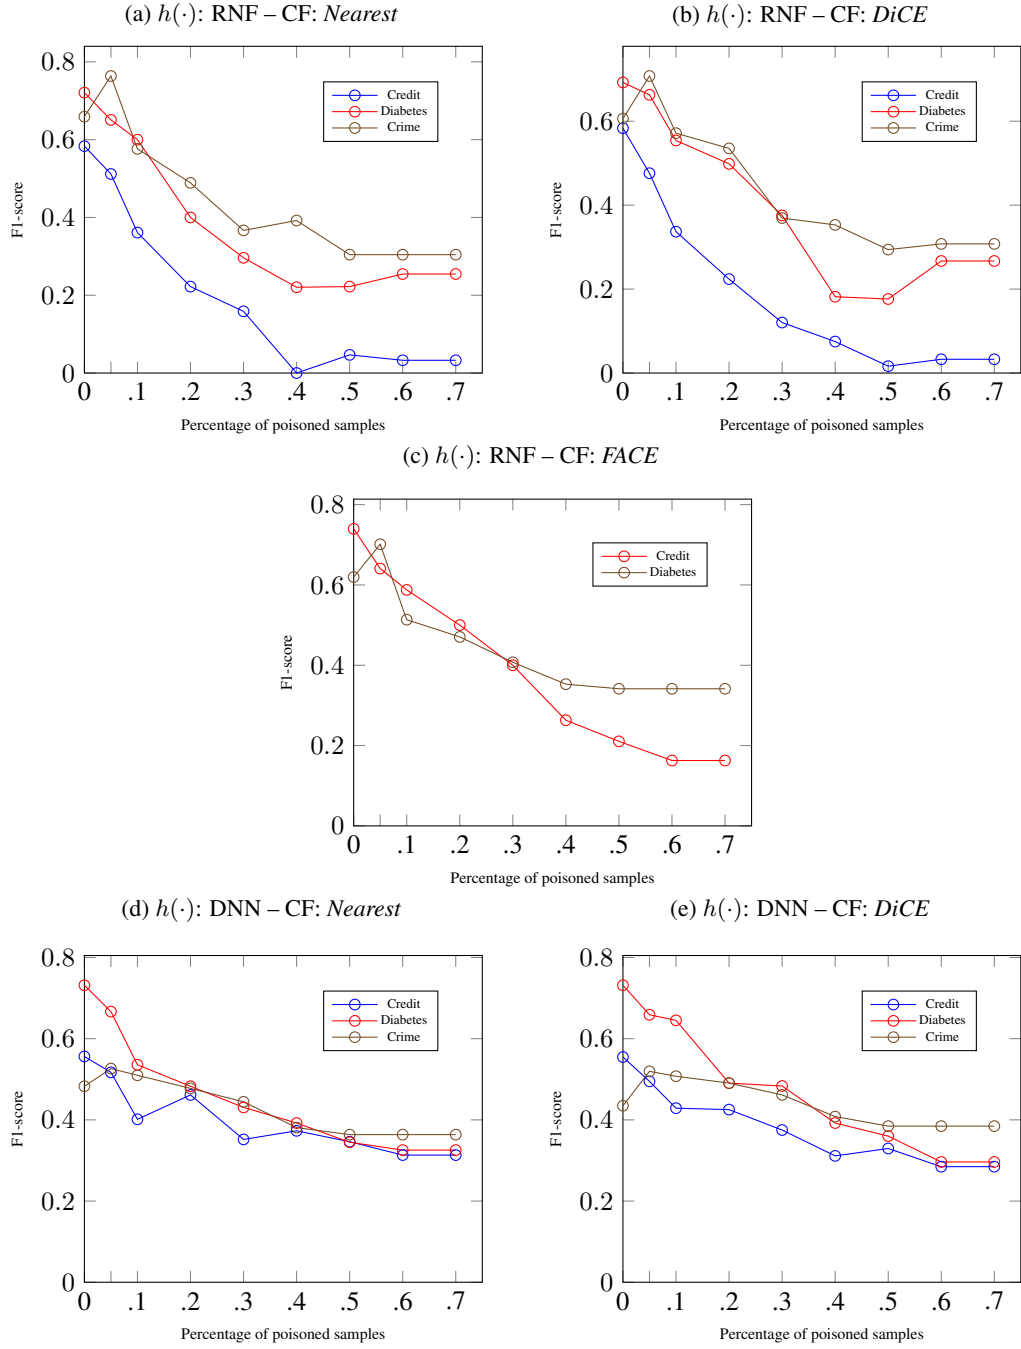 (a) h(·): RNF – CF: Nearest
0.8
0.6
0.4
0.2
0
F1-score
Credit
Diabetes
Crime
0 .1 .2 .3 .4 .5 .6 .7
Percentage of poisoned samples
(b) h(·): RNF – CF: DiCE
0.6
0.4
0.2
0
F1-score
Credit
Diabetes
Crime
0 .1 .2 .3 .4 .5 .6 .7
Percentage of poisoned samples
(c) h(·): RNF – CF: FACE
0.8
0.6
0.4
0.2
0
F1-score
Credit
Diabetes
0 .1 .2 .3 .4 .5 .6 .7
Percentage of poisoned samples
(d) h(·): DNN – CF: Nearest
0.8
0.6
0.4
0.2
0
F1-score
Credit
Diabetes
Crime
0 .1 .2 .3 .4 .5 .6 .7
Percentage of poisoned samples
(e) h(·): DNN – CF: DiCE
0.8
0.6
0.4
0.2
0
F1-score
Credit
Diabetes
Crime
0 .1 .2 .3 .4 .5 .6 .7
Percentage of poisoned samples